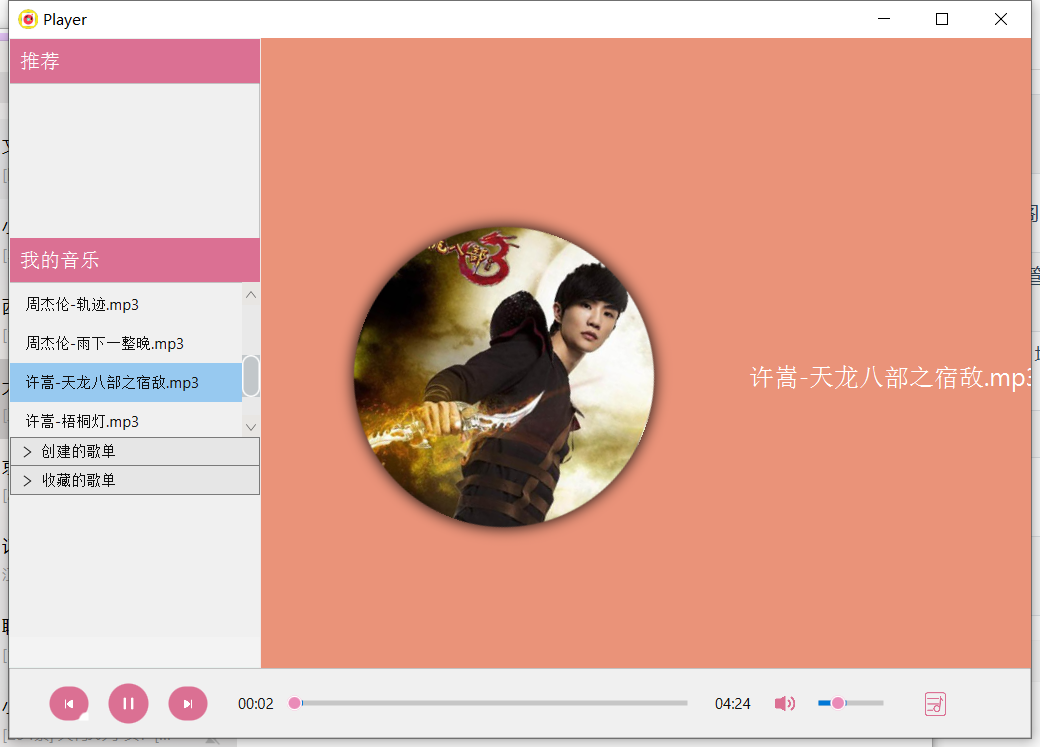 Player
推荐
我的音乐
周杰伦-轨迹.mp3
周杰伦-雨下一整晚.mp3
许嵩-天龙八部之宿敌.mp3
许嵩-梧桐灯.mp3
创建的歌单
收藏的歌单
许嵩-天龙八部之宿敌.mp3
00:02
04:24